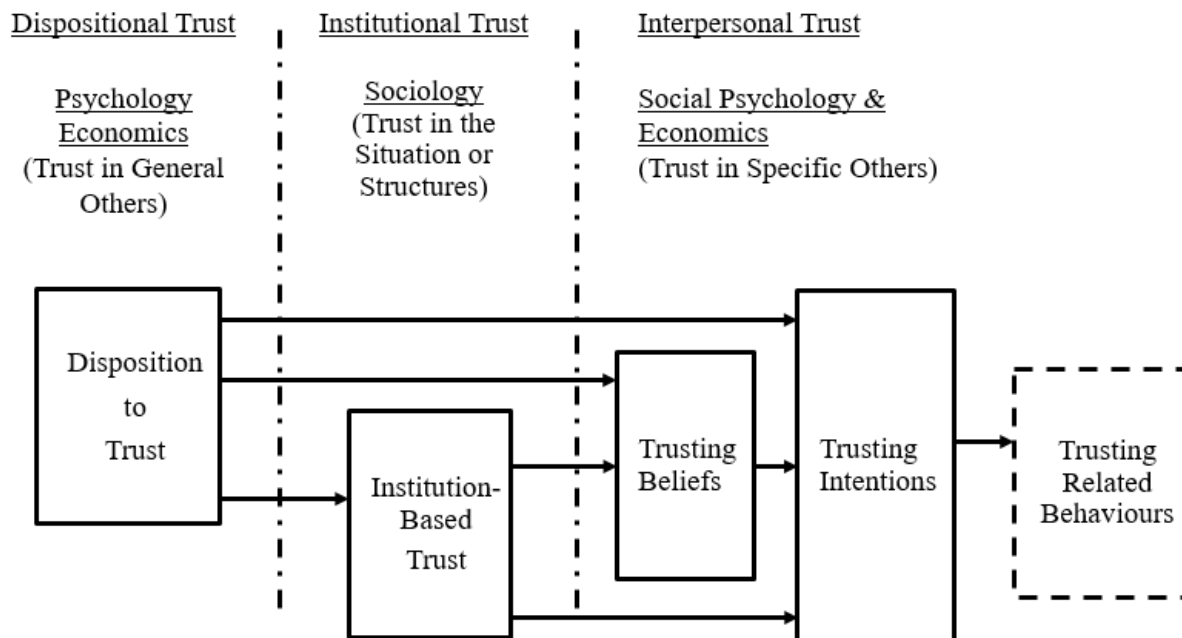 Dispositional Trust
Institutional Trust
Interpersonal Trust
Psychology
Economics
(Trust in General
Others)
Sociology
(Trust in the
Situation or
Structures)
Social Psychology &
Economics
(Trust in Specific Others)
Disposition
to
Trust
Institution-
Based
Trust
Trusting
Beliefs
Trusting
Intentions
Trusting
Related
Behaviours